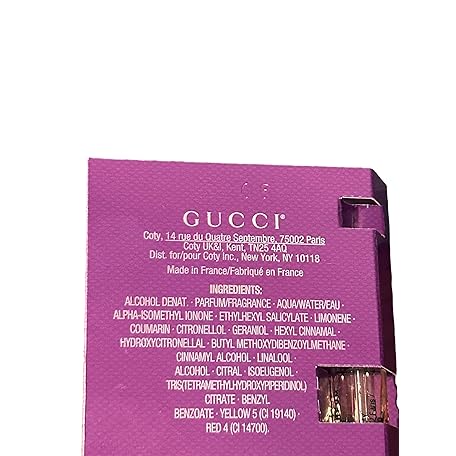 GUCCI
Coty, 14 rue du Quatre Septembre, 75002 Paris
Coty UK&I, Kent, TN25 4AQ
Dist. for/pour Coty Inc., New York, NY 10118
Made in France/Fabriqué en France
INGREDIENTS:
ALCOHOL DENAT. · PARFUM/FRAGRANCE · AQUA/WATER/EAU ·
ALPHA-ISOMETHYL IONONE · ETHYLHEXYL SALICYLATE · LIMONENE ·
COUMARIN · CITRONELLOL · GERANIOL · HEXYL CINNAMAL ·
HYDROXYCITRONELLAL · BUTYL METHOXYDIBENZOYLMETHANE ·
CINNAMYL ALCOHOL · LINALOOL ·
ALCOHOL · CITRAL · ISOEUGENOL ·
TRIS(TETRAMETHYLHYDROXYPIPERIDINOL)
CITRATE · BENZYL
BENZOATE · YELLOW 5 (CI 19140) ·
RED 4 (CI 14700).